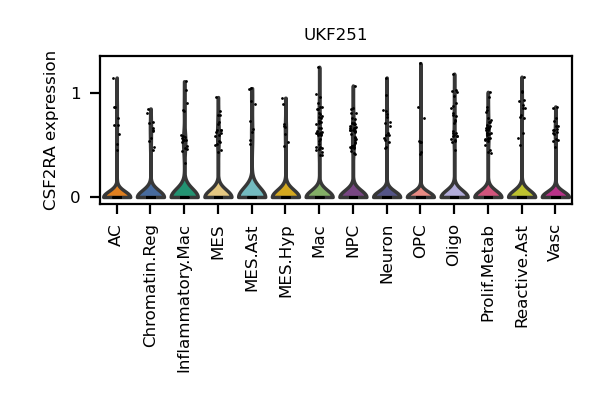 UKF251
CSF2RA expression
1
0
AC
Chromatin.Reg
Inflammatory.Mac
MES
MES.Ast
MES.Hyp
Mac
NPC
Neuron
OPC
Oligo
Prolif.Metab
Reactive.Ast
Vasc